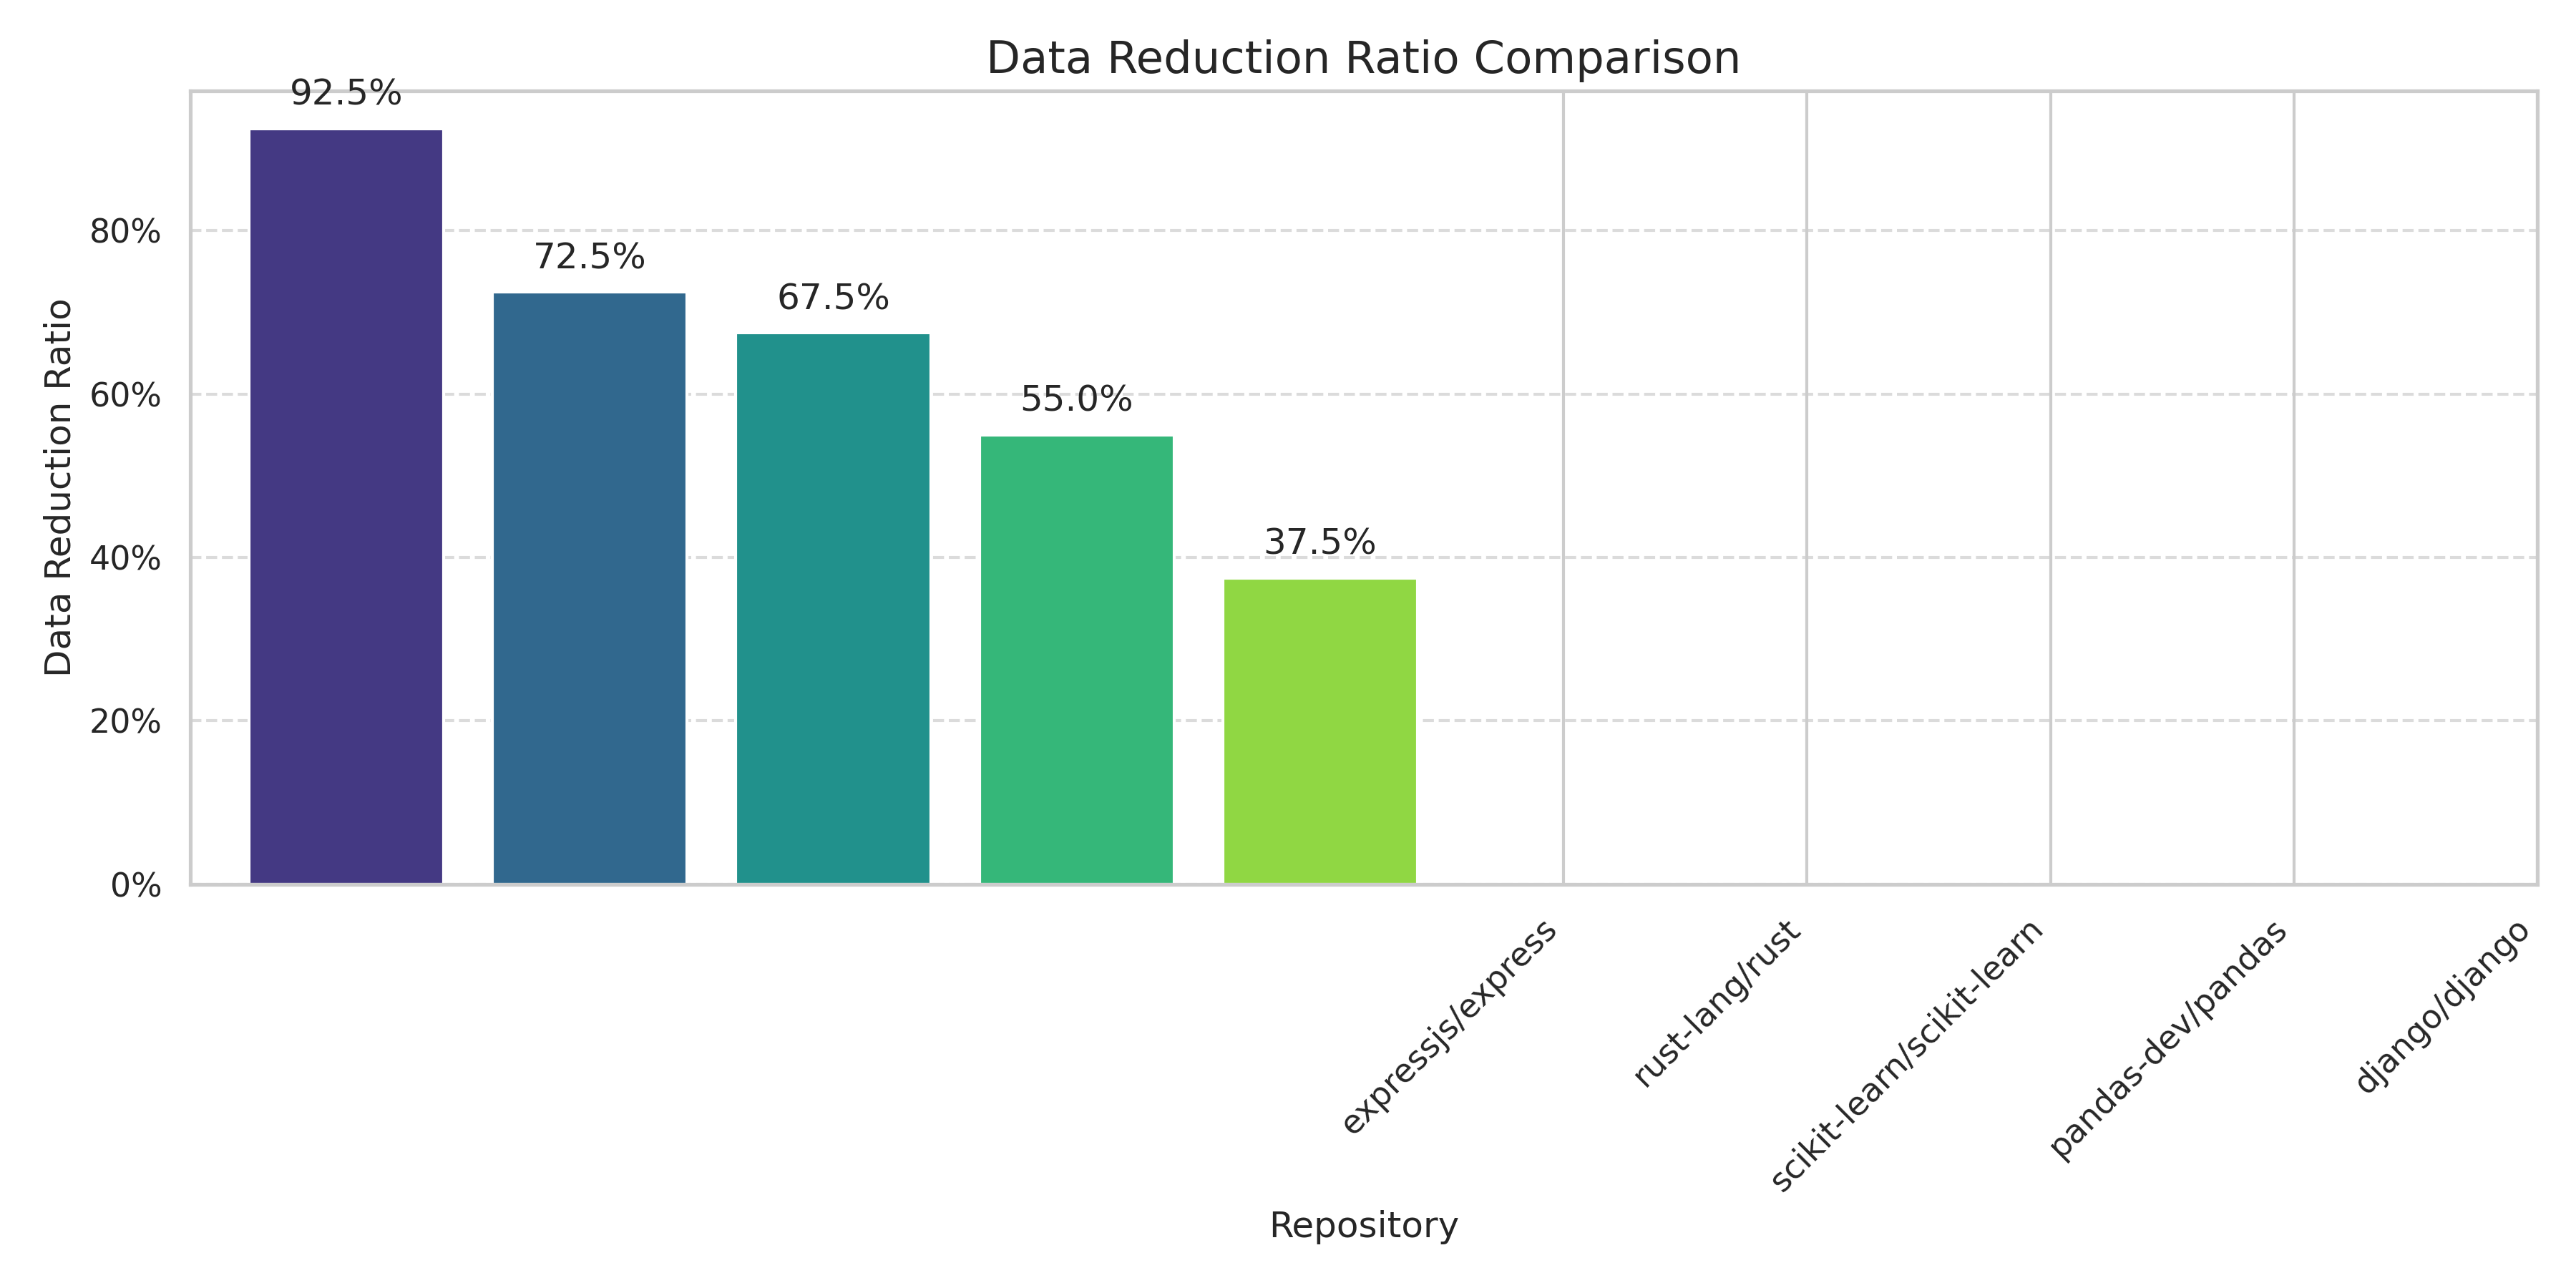 Data Reduction Ratio Comparison
92.5%
72.5%
67.5%
55.0%
37.5%
Data Reduction Ratio
80%
60%
40%
20%
0%
expressjs/express
rust-lang/rust
scikit-learn/scikit-learn
pandas-dev/pandas
django/django
Repository